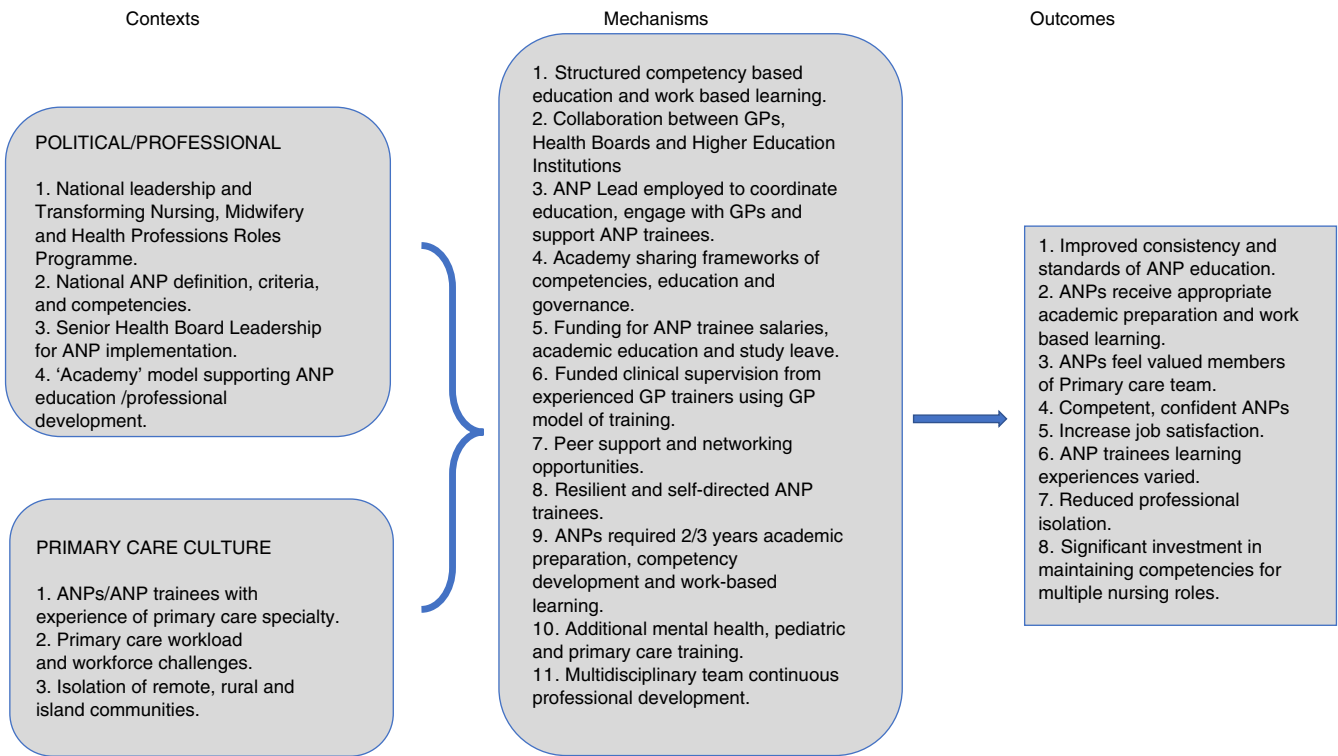 Contexts
Mechanisms
Outcomes
POLITICAL/PROFESSIONAL
1. National leadership and
Transforming Nursing, Midwifery
and Health Professions Roles
Programme.
2. National ANP definition, criteria,
and competencies.
3. Senior Health Board Leadership
for ANP implementation.
4. ‘Academy’ model supporting ANP
education /professional
development.
PRIMARY CARE CULTURE
1. ANPs/ANP trainees with
experience of primary care specialty.
2. Primary care workload
and workforce challenges.
3. Isolation of remote, rural and
island communities.
1. Structured competency based
education and work based learning.
2. Collaboration between GPs,
Health Boards and Higher Education
Institutions
3. ANP Lead employed to coordinate
education, engage with GPs and
support ANP trainees.
4. Academy sharing frameworks of
competencies, education and
governance.
5. Funding for ANP trainee salaries,
academic education and study leave.
6. Funded clinical supervision from
experienced GP trainers using GP
model of training.
7. Peer support and networking
opportunities.
8. Resilient and self-directed ANP
trainees.
9. ANPs required 2/3 years academic
preparation, competency
development and work-based
learning.
10. Additional mental health, pediatric
and primary care training.
11. Multidisciplinary team continuous
professional development.
1. Improved consistency and
standards of ANP education.
2. ANPs receive appropriate
academic preparation and work
based learning.
3. ANPs feel valued members
of Primary care team.
4. Competent, confident ANPs
5. Increase job satisfaction.
6. ANP trainees learning
experiences varied.
7. Reduced professional
isolation.
8. Significant investment in
maintaining competencies for
multiple nursing roles.